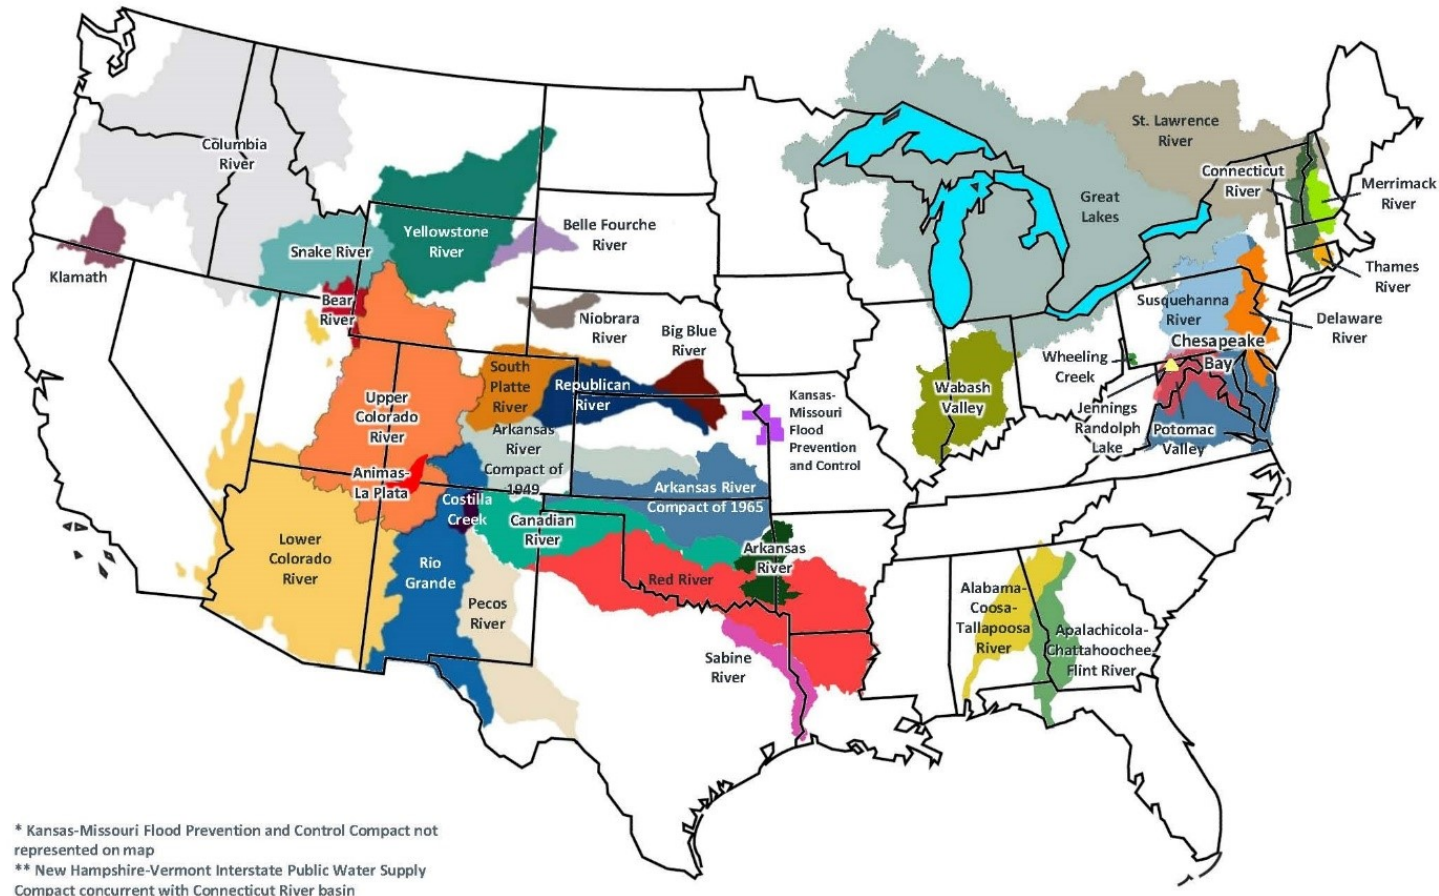 St. Lawrence
River
Columbia
River
Connecticut
River
Merrimack
River
Great
Lakes
Belle Fourche
River
Yellowstone
River
Snake River
Klamath
Thames
River
Bear
River
Susquehanna
River
Niobrara
River
Delaware
River
Big Blue
River
Chesapeake
Bay
Wheeling
Creek
South
Platte
River
Republican
River
Wabash
Valley
Kansas-
Missouri
Flood
Prevention
and Control
Upper
Colorado
River
Jennings
Randolph
Lake
Potomac
Valley
Arkansas
River
Compact of
1949
Animas-
La Plata
Arkansas River
Compact of 1965
Costilla
Creek
Canadian
River
Lower
Colorado
River
Arkansas
River
Rio
Grande
Red River
Alabama-
Coosa-
Tallapoosa
River
Pecos
River
Apalachicola-
Chattahoochee-
Flint River
Sabine
River
* Kansas-Missouri Flood Prevention and Control Compact not
represented on map
** New Hampshire-Vermont Interstate Public Water Supply
Compact concurrent with Connecticut River basin